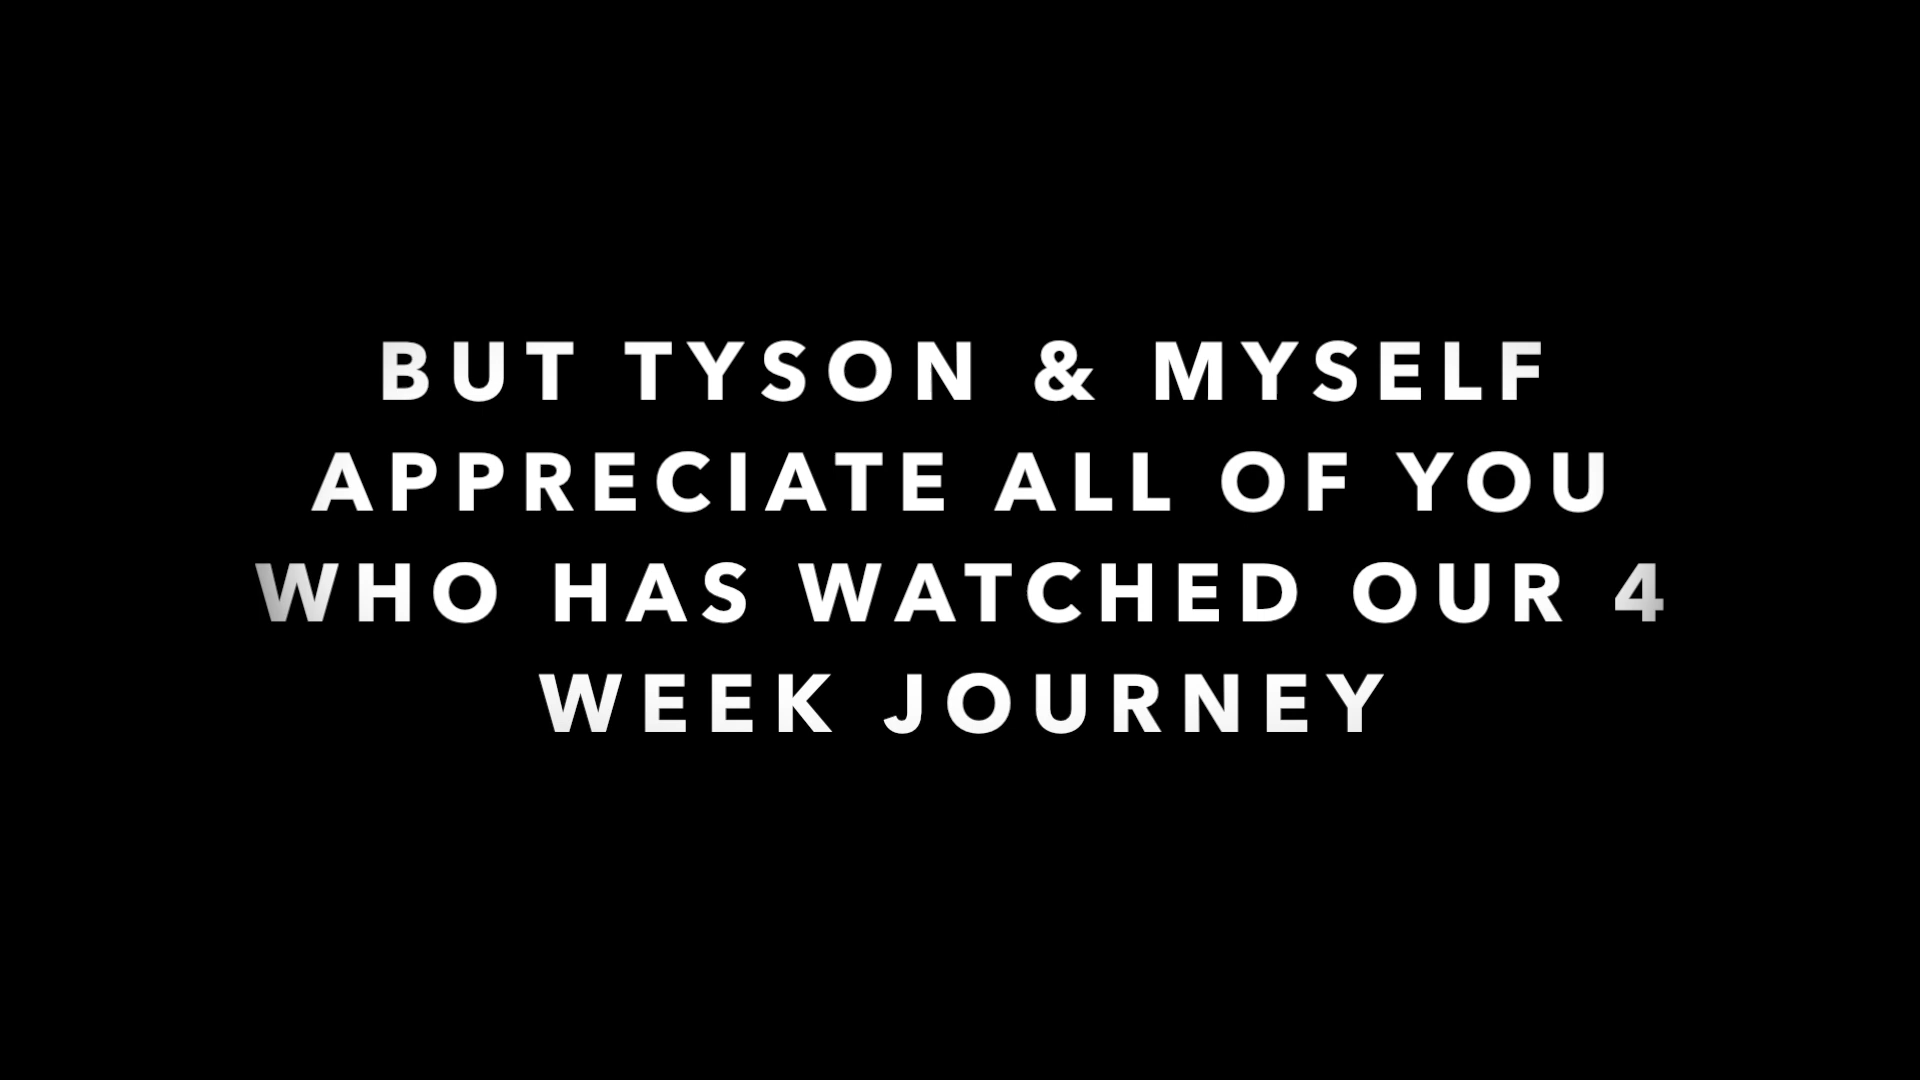 BUT TYSON & MYSELF
APPRECIATE ALL OF YOU
WHO HAS WATCHED OUR 4
WEEK JOURNEY